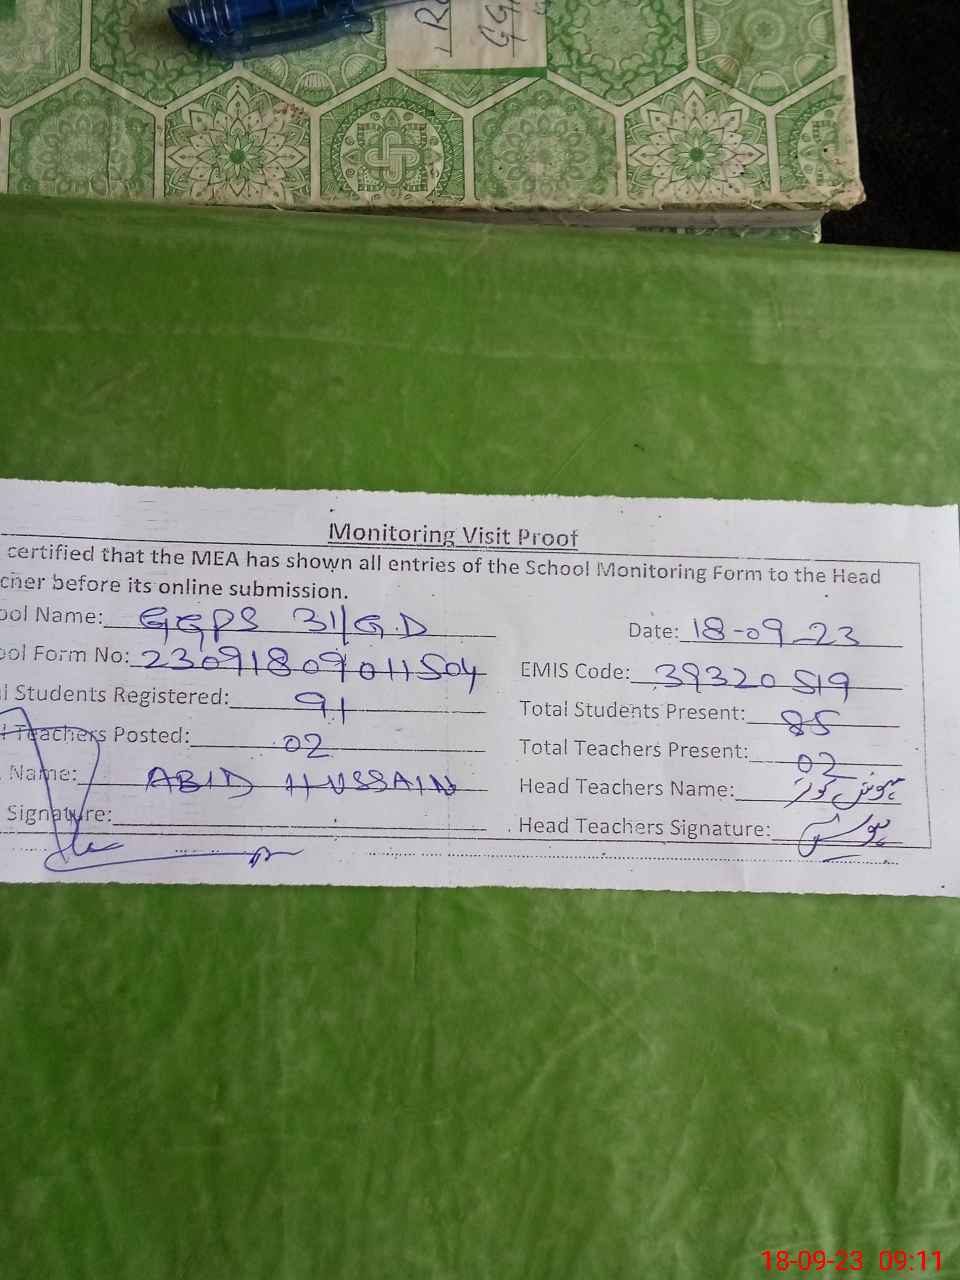 GG
Monitoring Visit Proof
certified that the MEA has shown all entries of the School Monitoring Form to the Head
cher before its online submission.
ool Name: GGPS 31/G.D Date: 18-09-23
ool Form No: 23091809011504 EMIS Code: 39320519
l Students Registered: 91 Total Students Present: 85
Teachers Posted: 02 Total Teachers Present: 02
Name: ABID HUSSAIN Head Teachers Name:
Signature: Head Teachers Signature:
18-09-23 09:11